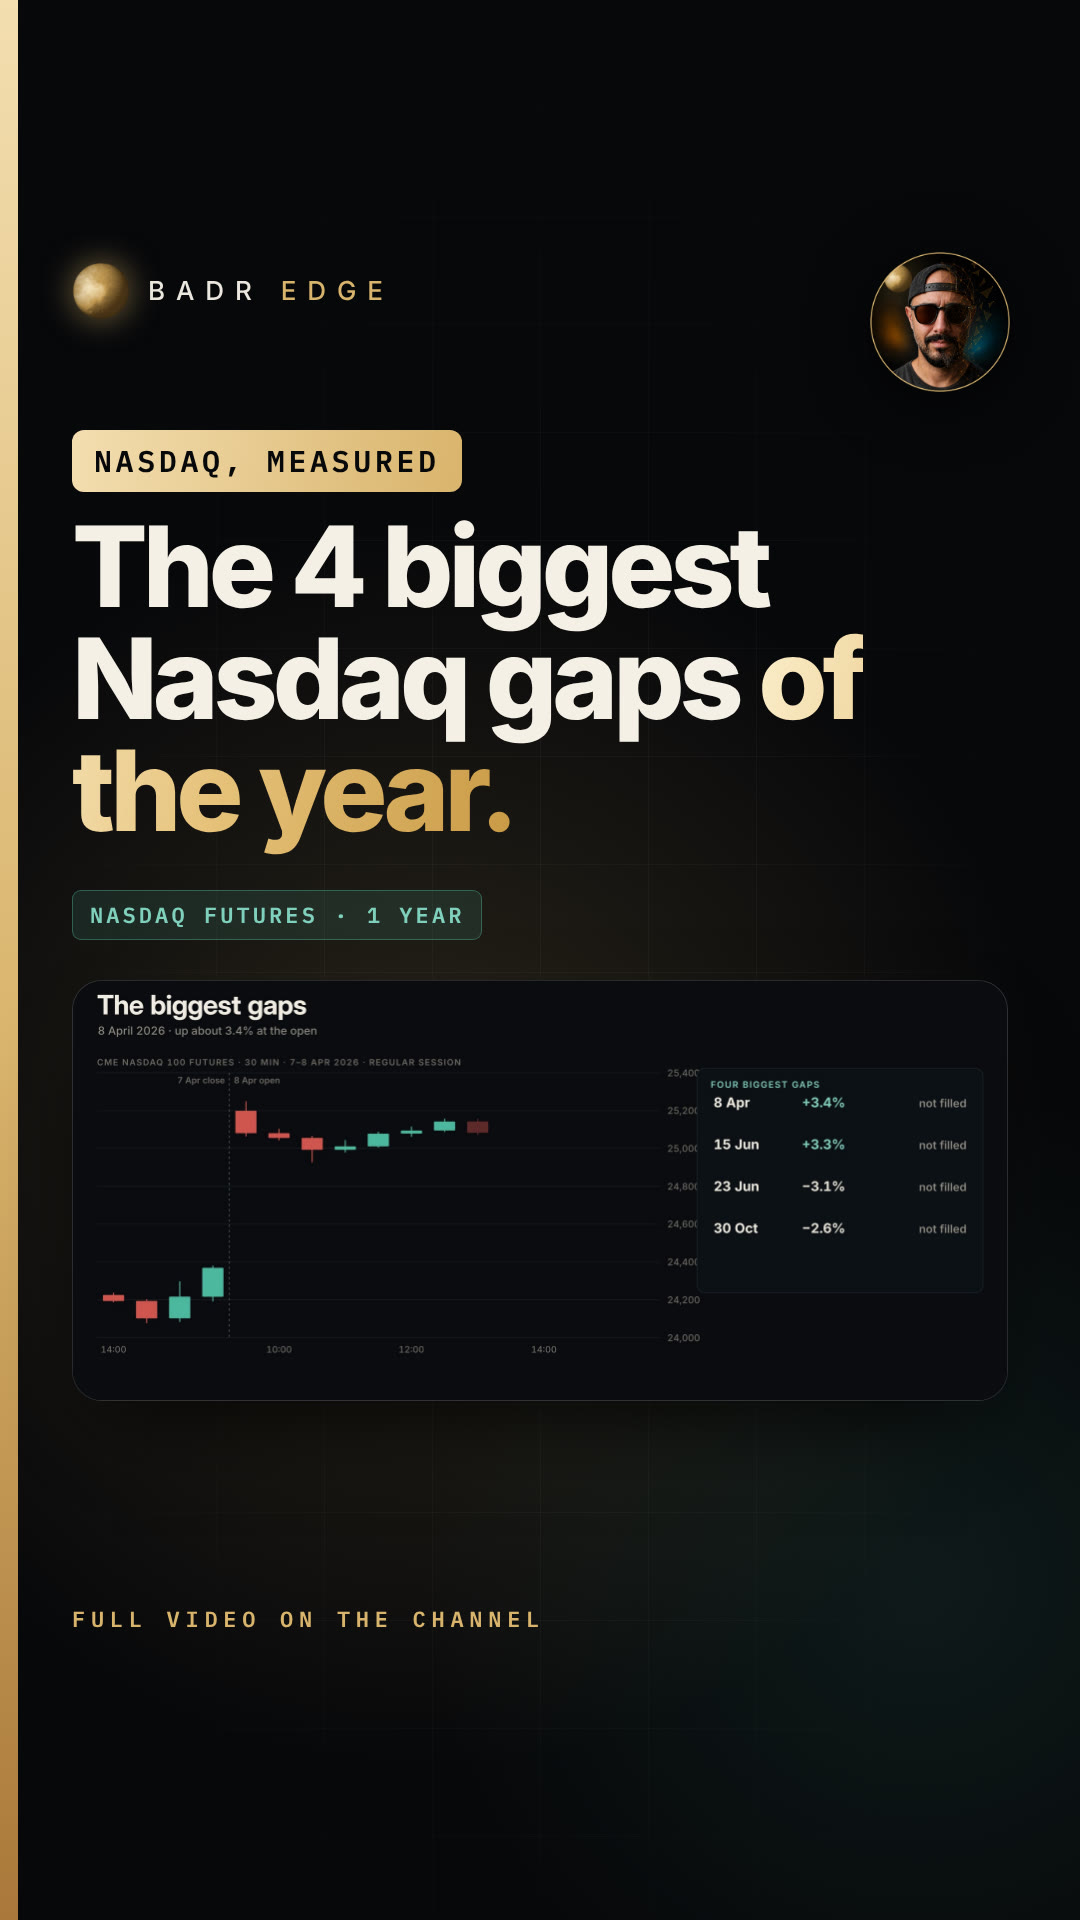 BADR EDGE
NASDAQ, MEASURED
The 4 biggest
Nasdaq gaps of
the year.
NASDAQ FUTURES · 1 YEAR
The biggest gaps
8 April 2026 · up about 3.4% at the open
CME NASDAQ 100 FUTURES · 30 MIN · 7–8 APR 2026 · REGULAR SESSION
7 Apr close 8 Apr open
25,400
25,200
25,000
24,800
24,600
24,400
24,200
24,000
14:00 10:00 12:00 14:00
FOUR BIGGEST GAPS
8 Apr +3.4% not filled
15 Jun +3.3% not filled
23 Jun −3.1% not filled
30 Oct −2.6% not filled
FULL VIDEO ON THE CHANNEL